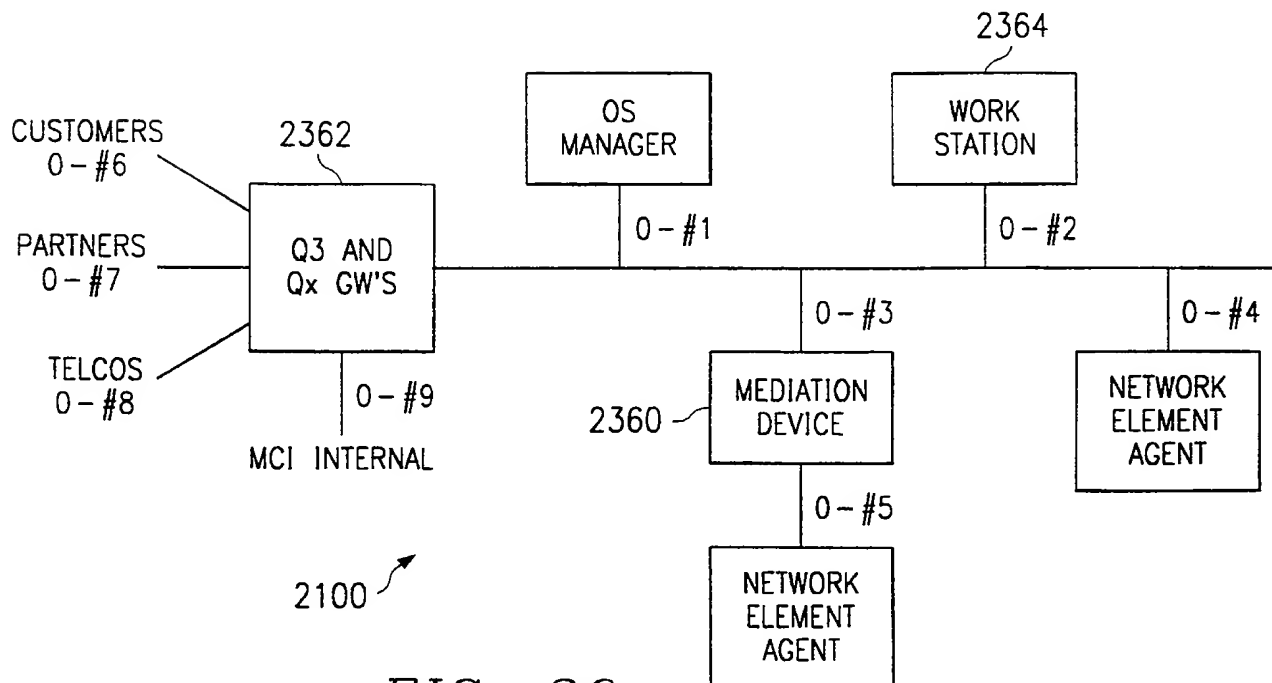 2364
OS
MANAGER
WORK
STATION
CUSTOMERS
0-#6
2362
PARTNERS
0-#7
Q3 AND
Qx GW'S
0-#1
0-#2
TELCOS
0-#8
0-#9
MCI INTERNAL
0-#3
0-#4
2360
MEDIATION
DEVICE
NETWORK
ELEMENT
AGENT
0-#5
2100
NETWORK
ELEMENT
AGENT